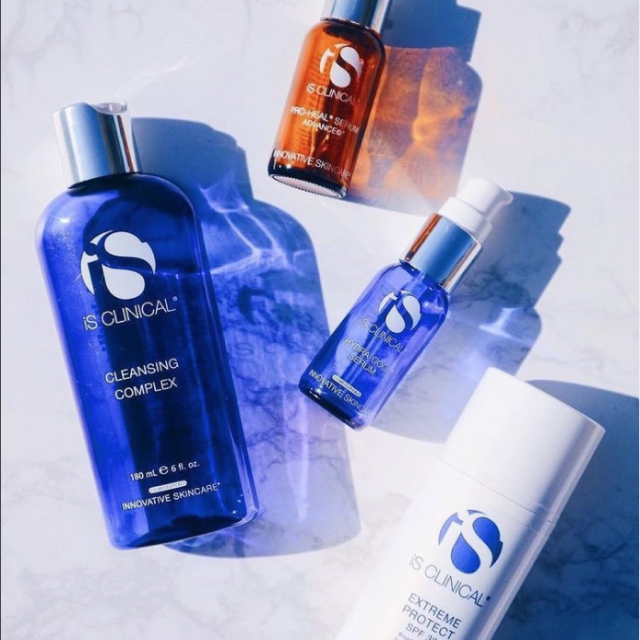 iS
iS CLINICAL®
PRO-HEAL® SERUM
ADVANCE+®
INNOVATIVE SKINCARE®
iS
iS CLINICAL®
CLEANSING
COMPLEX
180 mL e 6 fl. oz.
INNOVATIVE SKINCARE®
iS
iS CLINICAL
SERUM
INNOVATIVE SKINCARE
iS
iS CLINICAL®
EXTREME
PROTECT
SPF